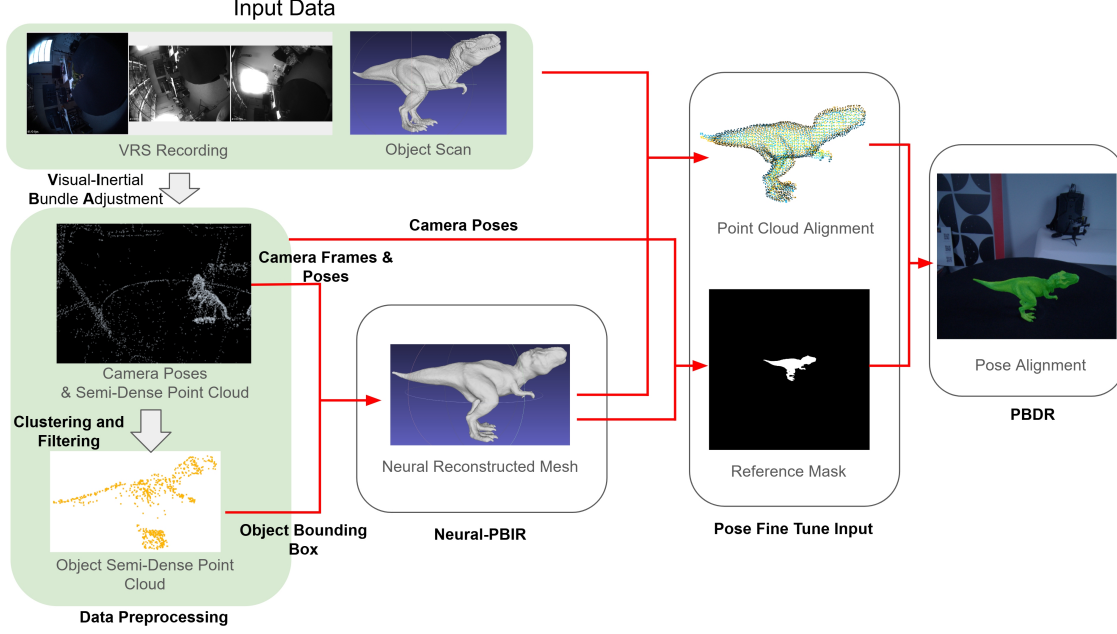 Input Data
VRS Recording
Object Scan
Visual-Inertial
Bundle Adjustment
Camera Poses
Camera Frames &
Poses
Camera Poses
& Semi-Dense Point Cloud
Clustering and
Filtering
Object Bounding
Box
Object Semi-Dense Point
Cloud
Data Preprocessing
Neural Reconstructed Mesh
Neural-PBIR
Point Cloud Alignment
Reference Mask
Pose Fine Tune Input
Pose Alignment
PBDR